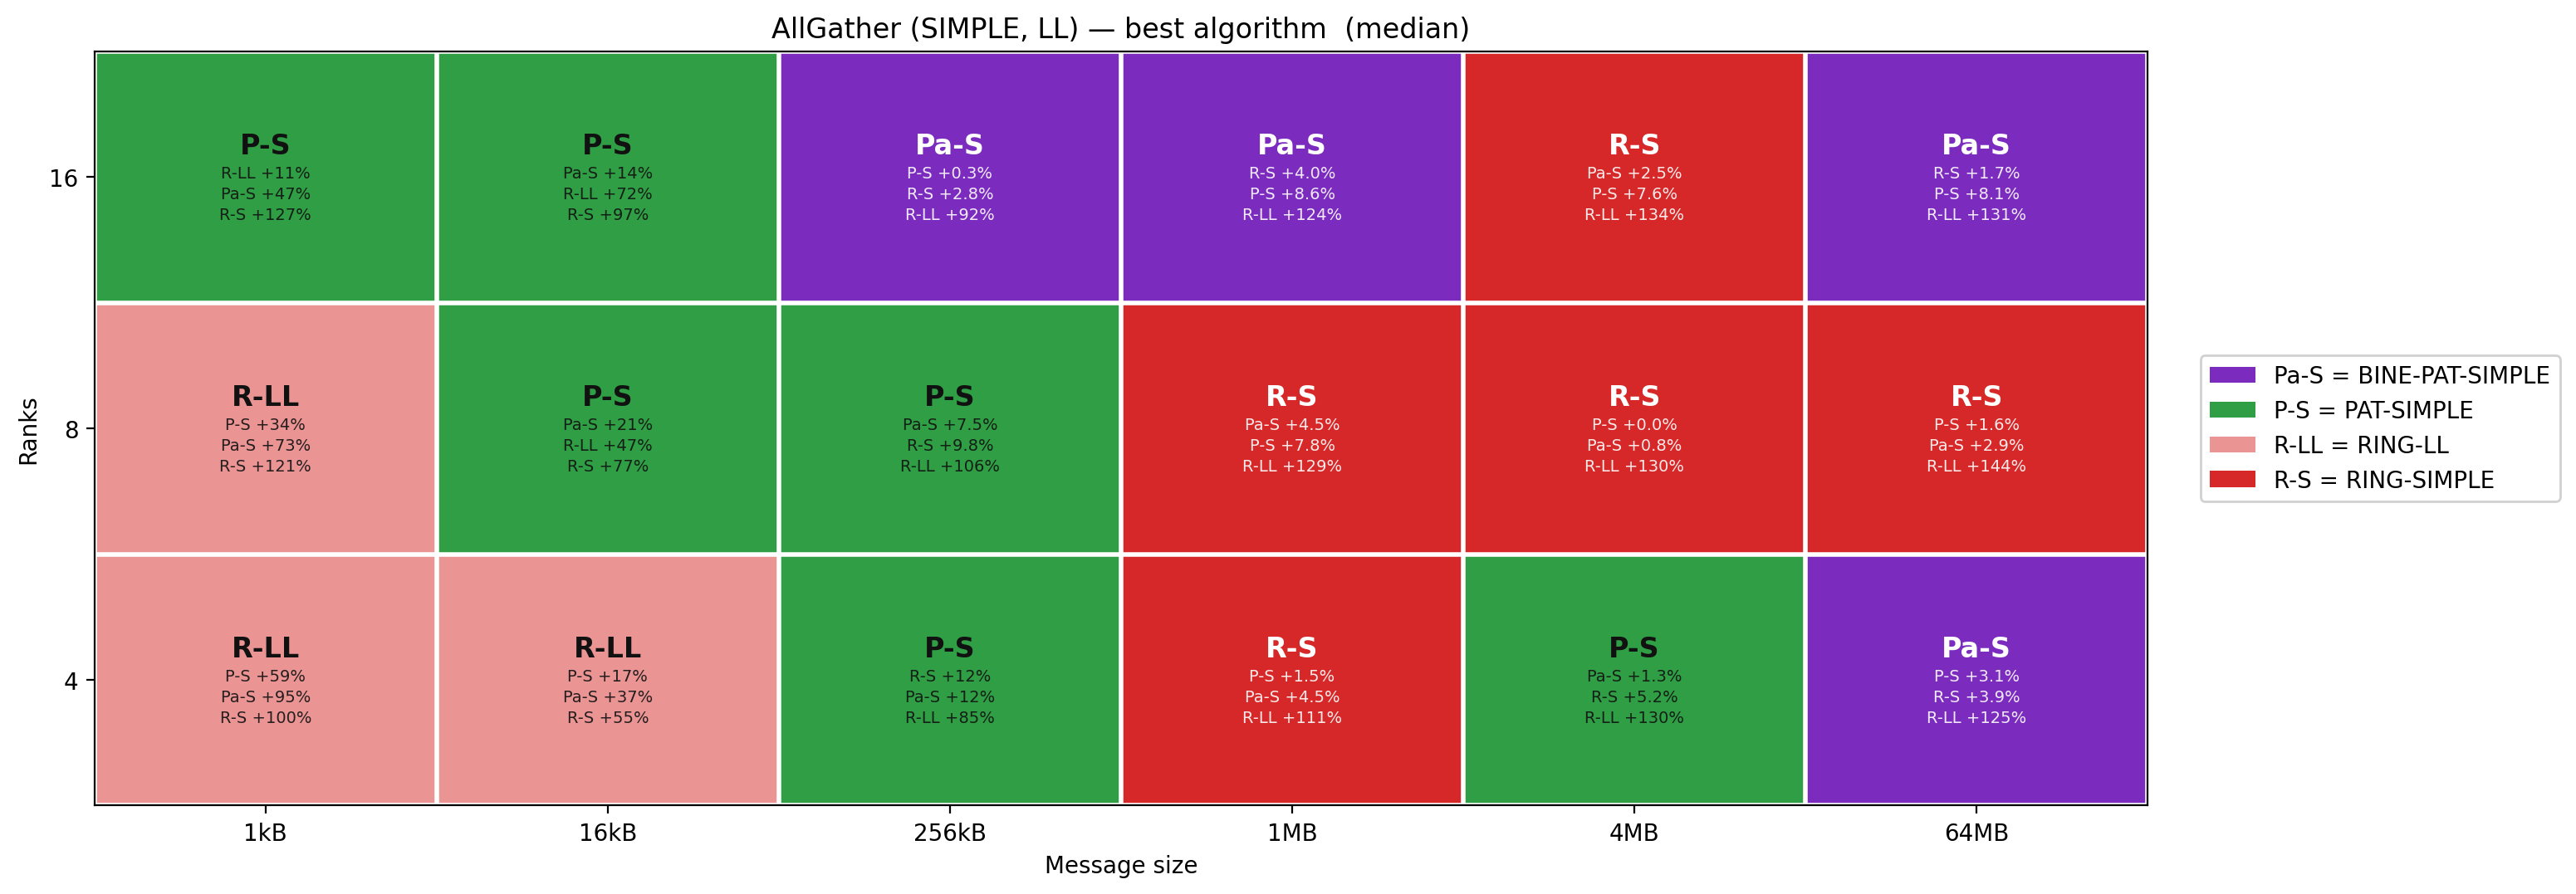 AllGather (SIMPLE, LL) — best algorithm  (median)
Ranks
16
P-S
R-LL +11%
Pa-S +47%
R-S +127%
P-S
Pa-S +14%
R-LL +72%
R-S +97%
Pa-S
P-S +0.3%
R-S +2.8%
R-LL +92%
Pa-S
R-S +4.0%
P-S +8.6%
R-LL +124%
R-S
Pa-S +2.5%
P-S +7.6%
R-LL +134%
Pa-S
R-S +1.7%
P-S +8.1%
R-LL +131%
8
R-LL
P-S +34%
Pa-S +73%
R-S +121%
P-S
Pa-S +21%
R-LL +47%
R-S +77%
P-S
Pa-S +7.5%
R-S +9.8%
R-LL +106%
R-S
Pa-S +4.5%
P-S +7.8%
R-LL +129%
R-S
P-S +0.0%
Pa-S +0.8%
R-LL +130%
R-S
P-S +1.6%
Pa-S +2.9%
R-LL +144%
4
R-LL
P-S +59%
Pa-S +95%
R-S +100%
R-LL
P-S +17%
Pa-S +37%
R-S +55%
P-S
R-S +12%
Pa-S +12%
R-LL +85%
R-S
P-S +1.5%
Pa-S +4.5%
R-LL +111%
P-S
Pa-S +1.3%
R-S +5.2%
R-LL +130%
Pa-S
P-S +3.1%
R-S +3.9%
R-LL +125%
1kB
16kB
256kB
1MB
4MB
64MB
Message size
Pa-S = BINE-PAT-SIMPLE
P-S = PAT-SIMPLE
R-LL = RING-LL
R-S = RING-SIMPLE